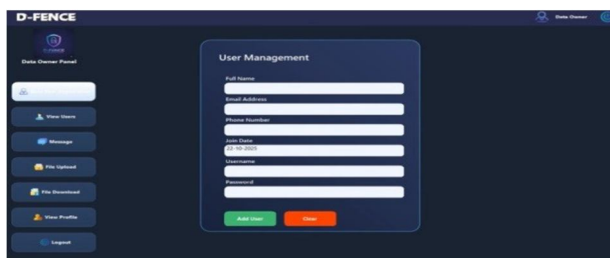 D-FENCE
Data Owner
D-FENCE
Data Owner Panel
View Users
Message
File Upload
File Download
View Profile
Logout
User Management
Full Name
Email Address
Phone Number
Join Date
22-10-2025
Username
Password
Add User
Clear